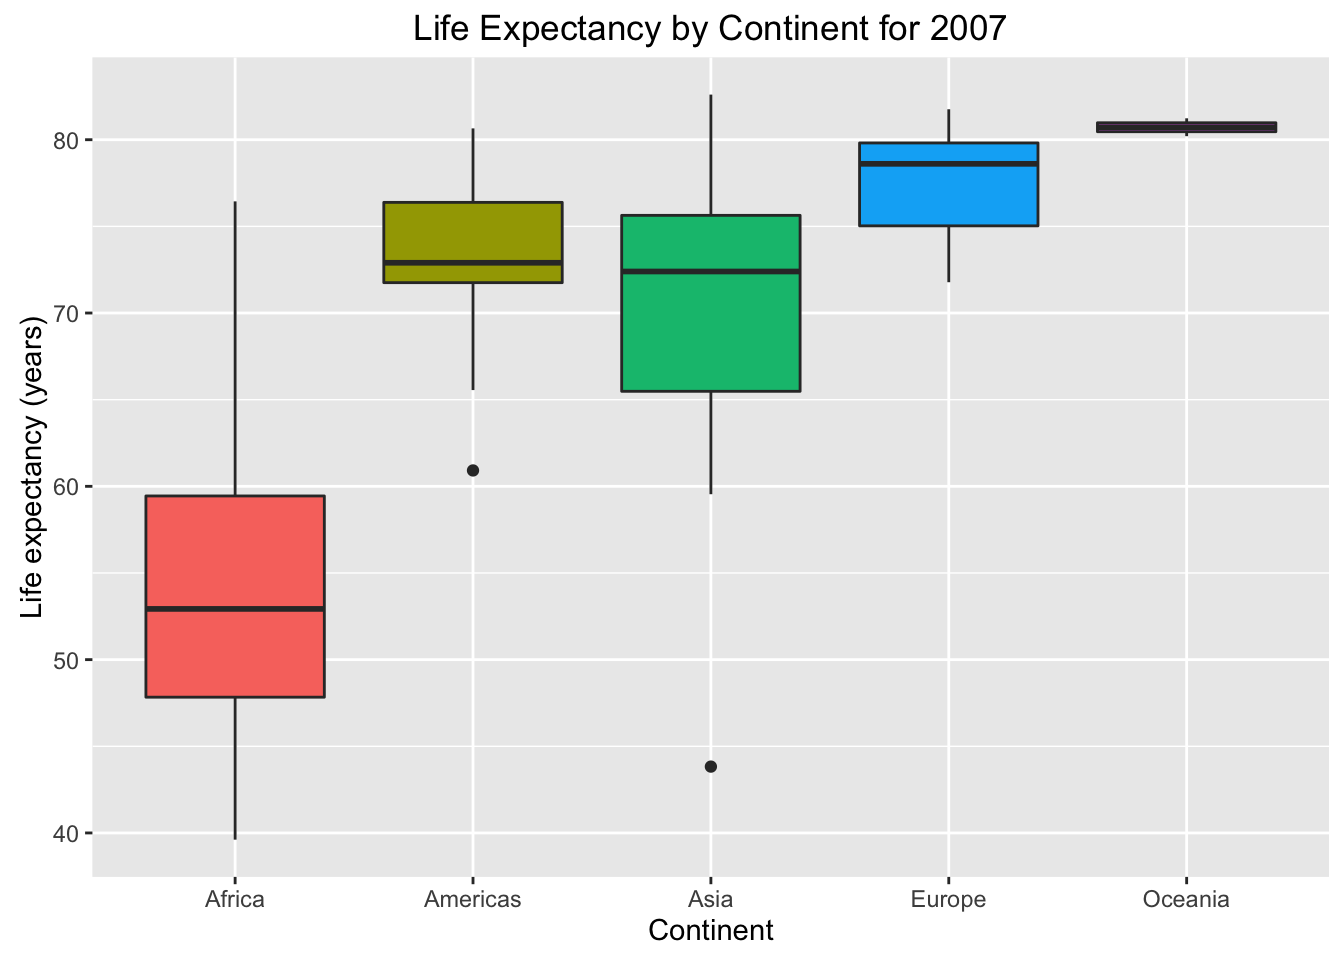 Life Expectancy by Continent for 2007
Life expectancy (years)
80
70
60
50
40
Africa Americas Asia Europe Oceania
Continent